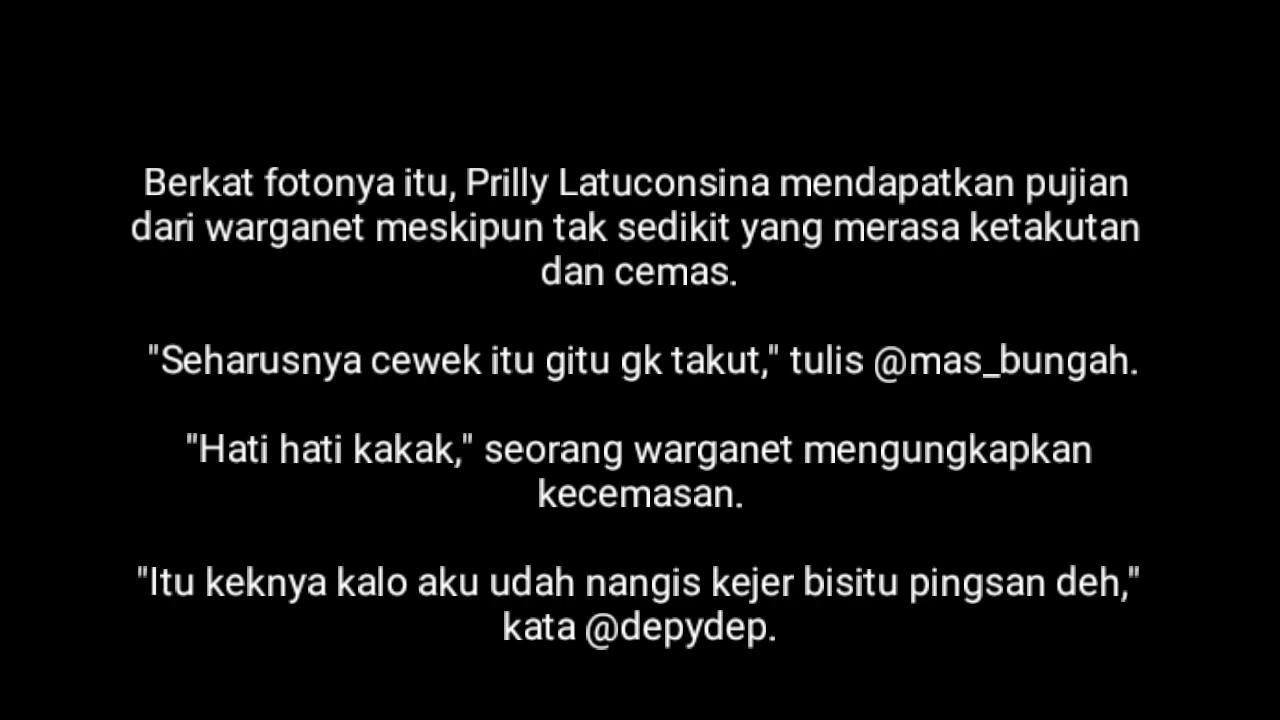 Berkat fotonya itu, Prilly Latuconsina mendapatkan pujian
dari warganet meskipun tak sedikit yang merasa ketakutan
dan cemas.
"Seharusnya cewek itu gitu gk takut," tulis @mas_bungah.
"Hati hati kakak," seorang warganet mengungkapkan
kecemasan.
"Itu keknya kalo aku udah nangis kejer bisitu pingsan deh,"
kata @depydep.